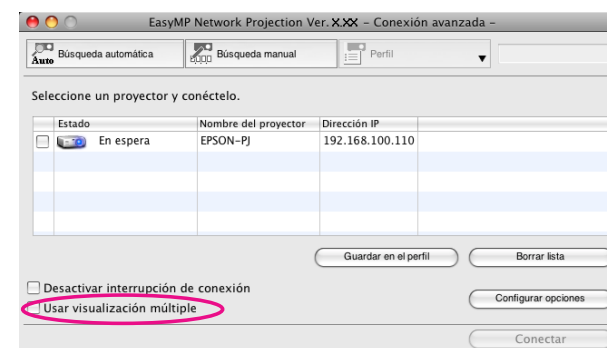 EasyMP Network Projection Ver.X.XX – Conexión avanzada –
Auto Búsqueda automática Búsqueda manual Perfil
Seleccione un proyector y conéctelo.
Estado Nombre del proyector Dirección IP
En espera EPSON-PJ 192.168.100.110
Guardar en el perfil Borrar lista
Desactivar interrupción de conexión
Usar visualización múltiple
Configurar opciones
Conectar